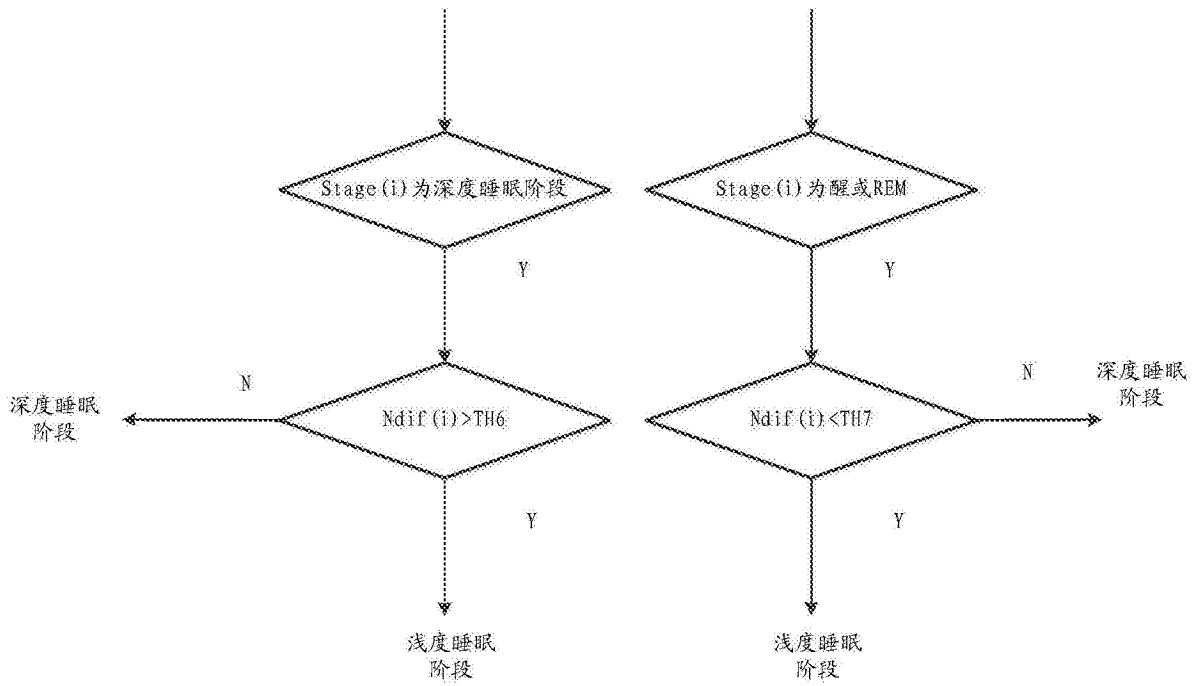 Stage(i)为深度睡眠阶段
Stage(i)为醒或REM
Y
Y
N
N
深度睡眠
阶段
Ndif(i)>TH6
Ndif(i)<TH7
深度睡眠
阶段
Y
Y
浅度睡眠
阶段
浅度睡眠
阶段